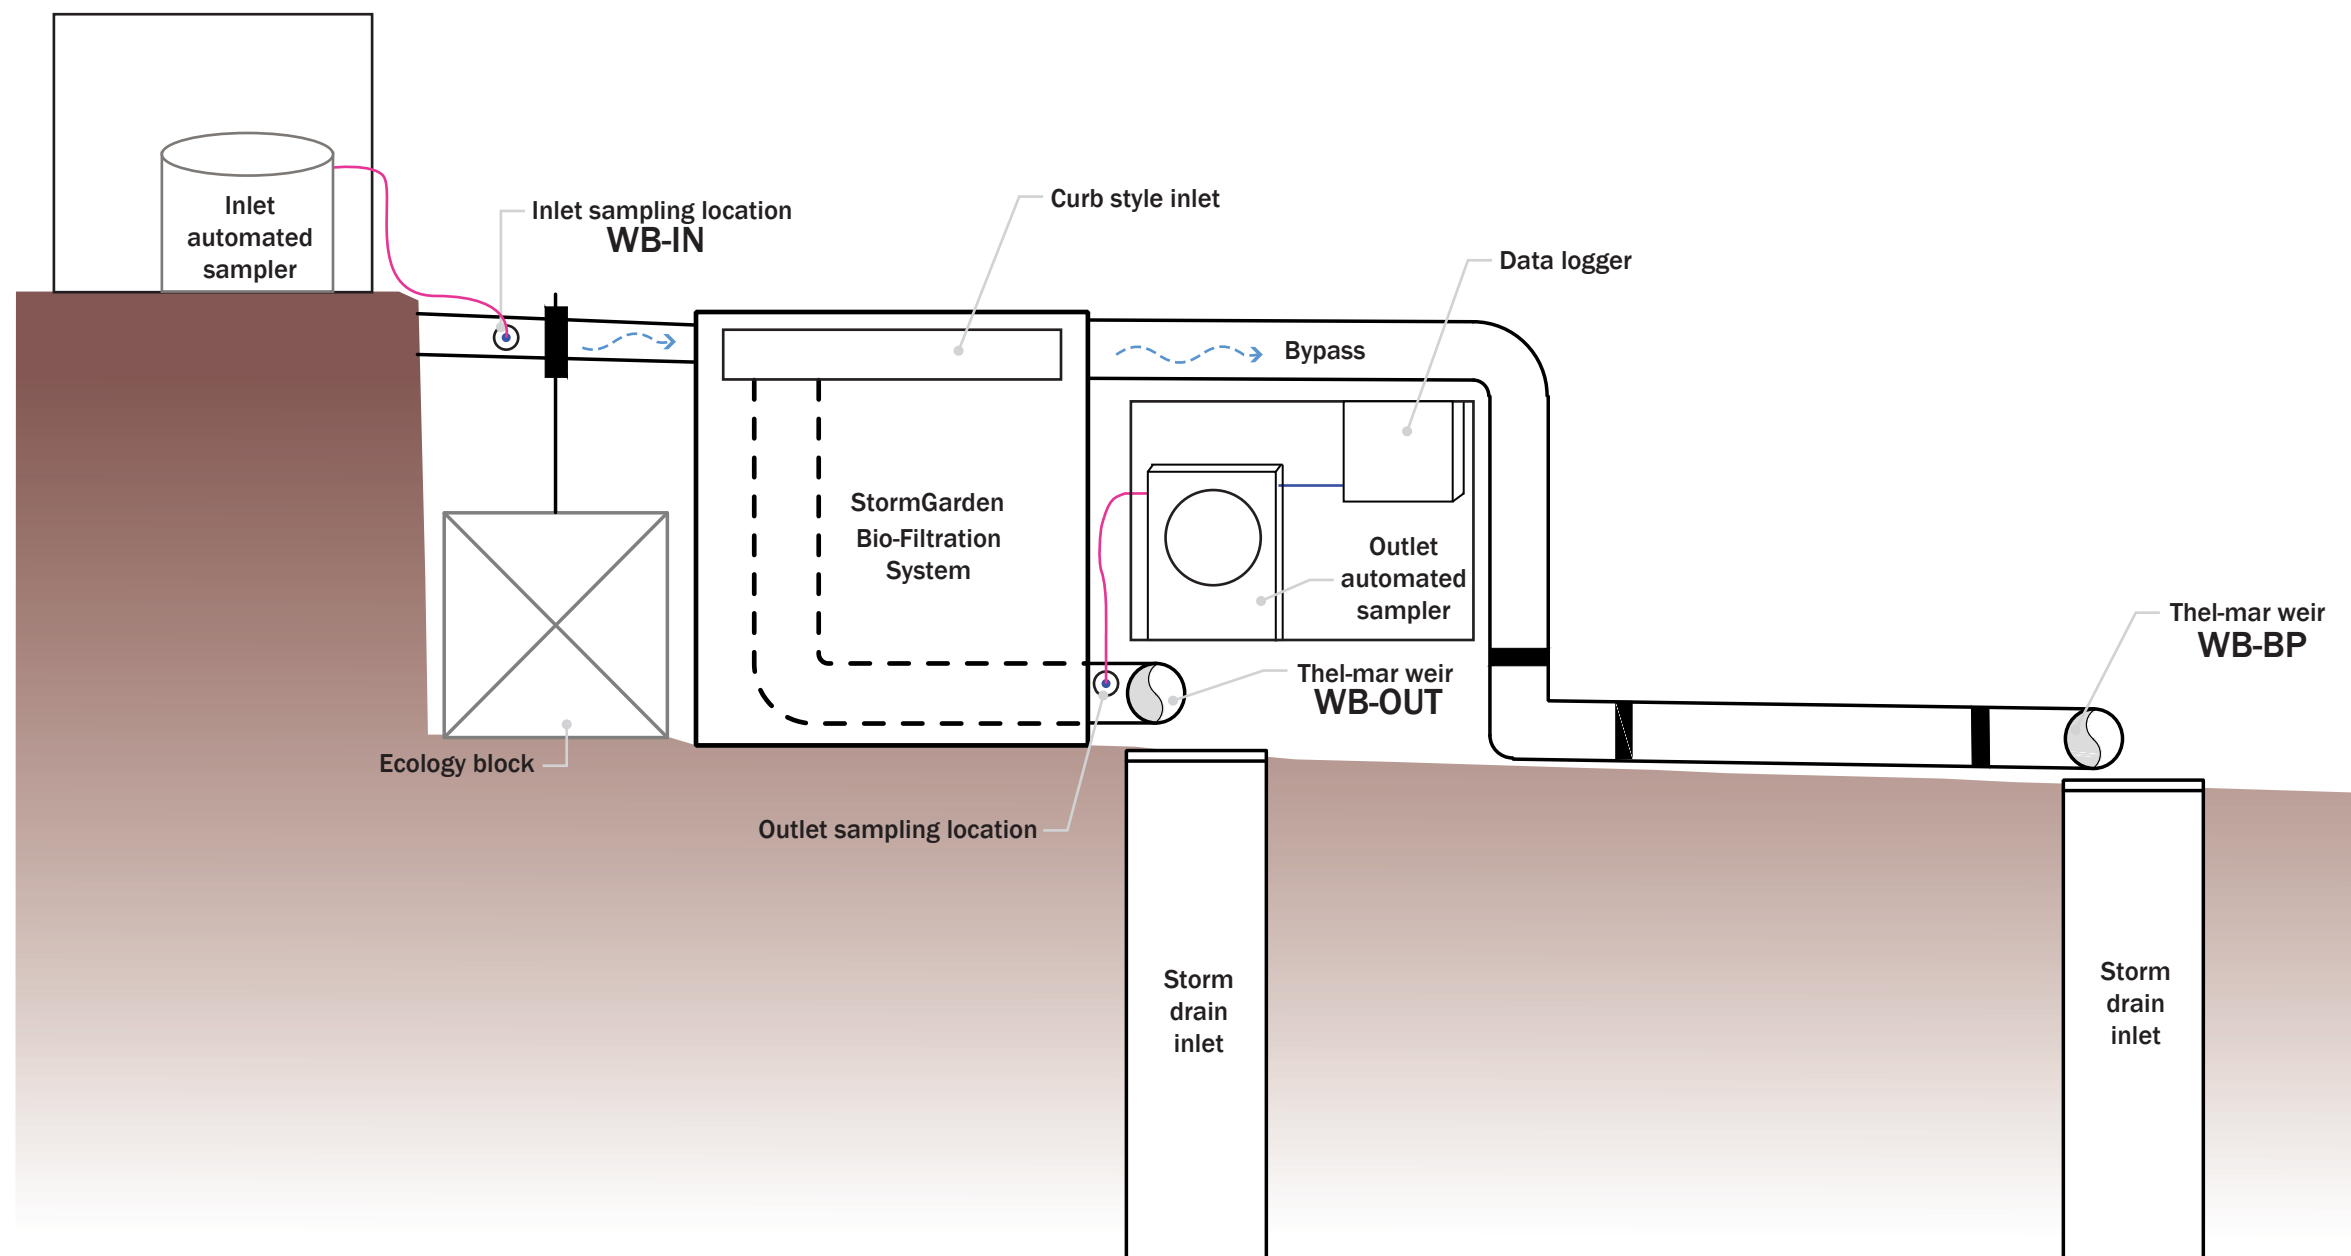 Inlet
automated
sampler
Inlet sampling location
WB-IN
Curb style inlet
Data logger
Bypass
StormGarden
Bio-Filtration
System
Outlet
automated
sampler
Thel-mar weir
WB-OUT
Thel-mar weir
WB-BP
Ecology block
Outlet sampling location
Storm
drain
inlet
Storm
drain
inlet